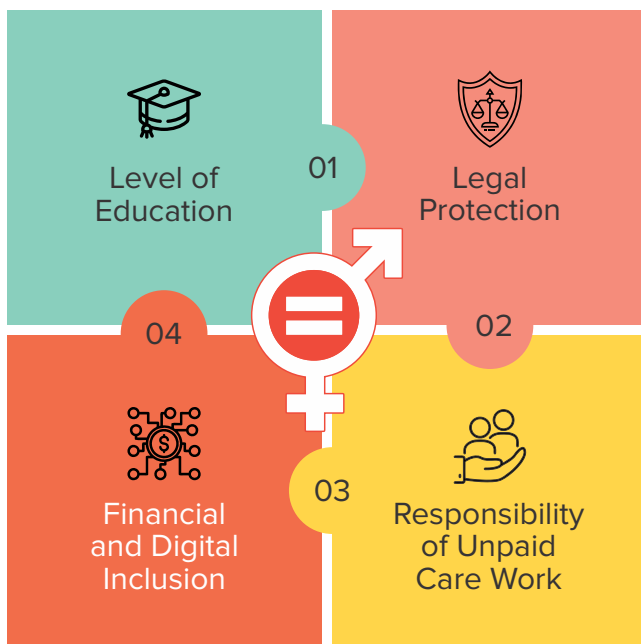 01
Level of
Education
02
Legal
Protection
03
Responsibility
of Unpaid
Care Work
04
$
Financial
and Digital
Inclusion